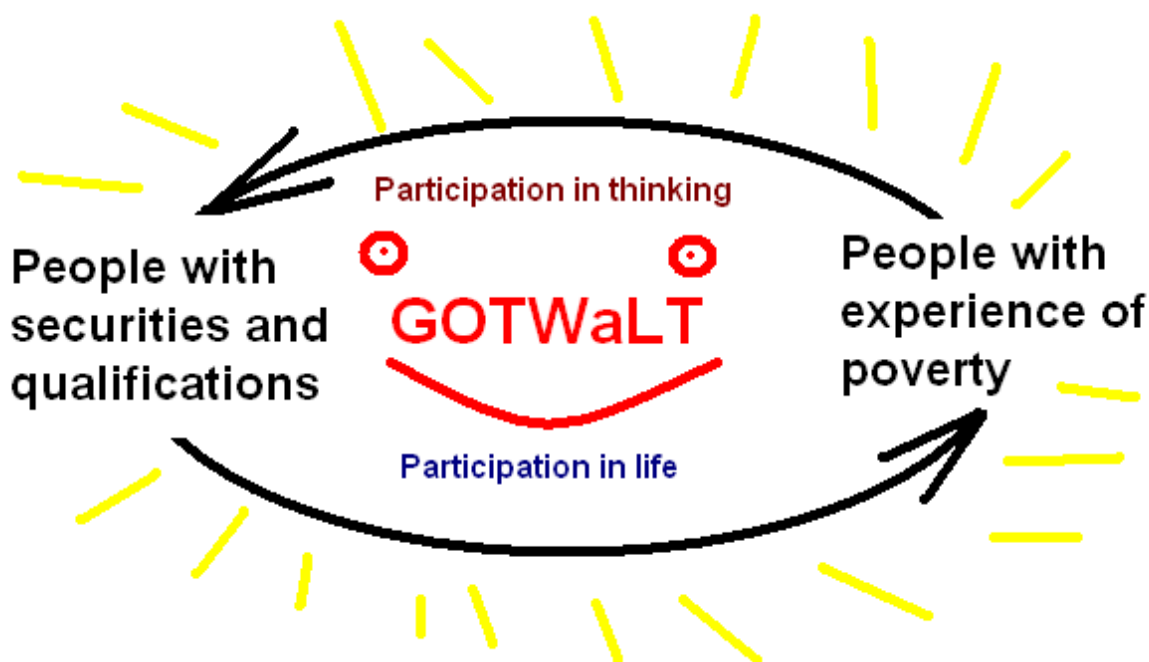 Participation in thinking
People with
securities and
qualifications
GOTWaLT
People with
experience of
poverty
Participation in life